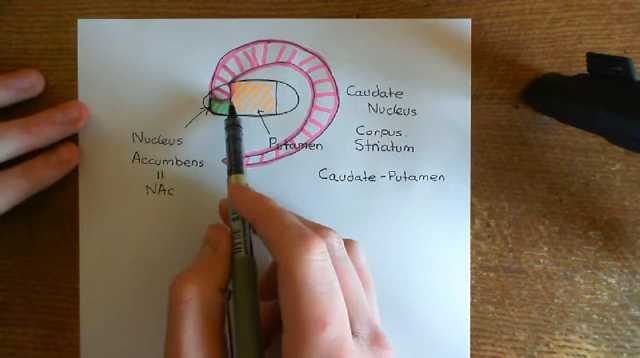 Caudate
Nucleus
Corpus.
Striatum
Caudate-Putamen
Putamen
Nucleus
Accumbens
||
NAc